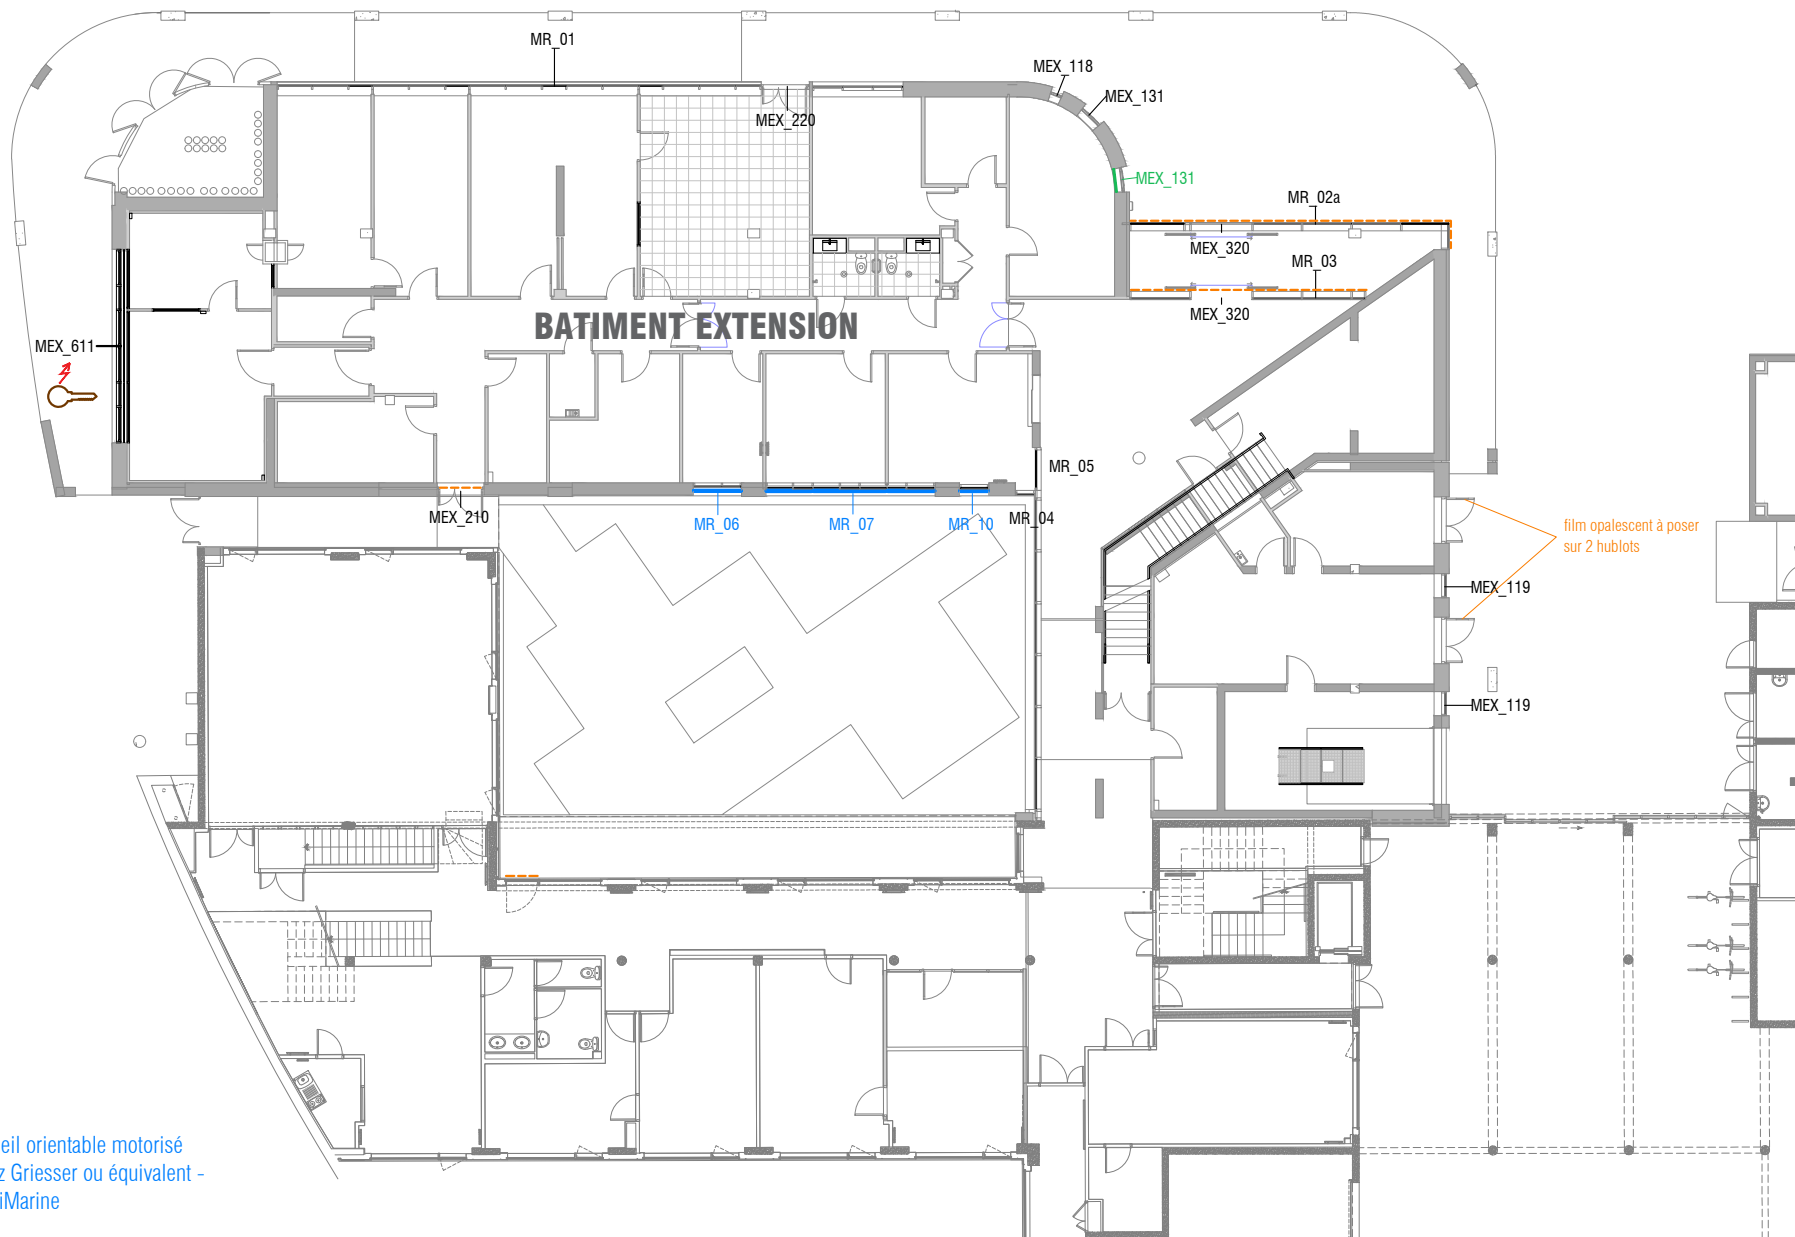 MR_01
MEX_118
MEX_131
MEX_220
MEX_131
MR_02a
MEX_320
MR_03
MEX_320
BATIMENT EXTENSION
MEX_611
MR_05
MEX_210
MR_06
MR_07
MR_10
MR_04
film opalescent à poser
sur 2 hublots
MEX_119
MEX_119
eil orientable motorisé
z Griesser ou équivalent -
iMarine